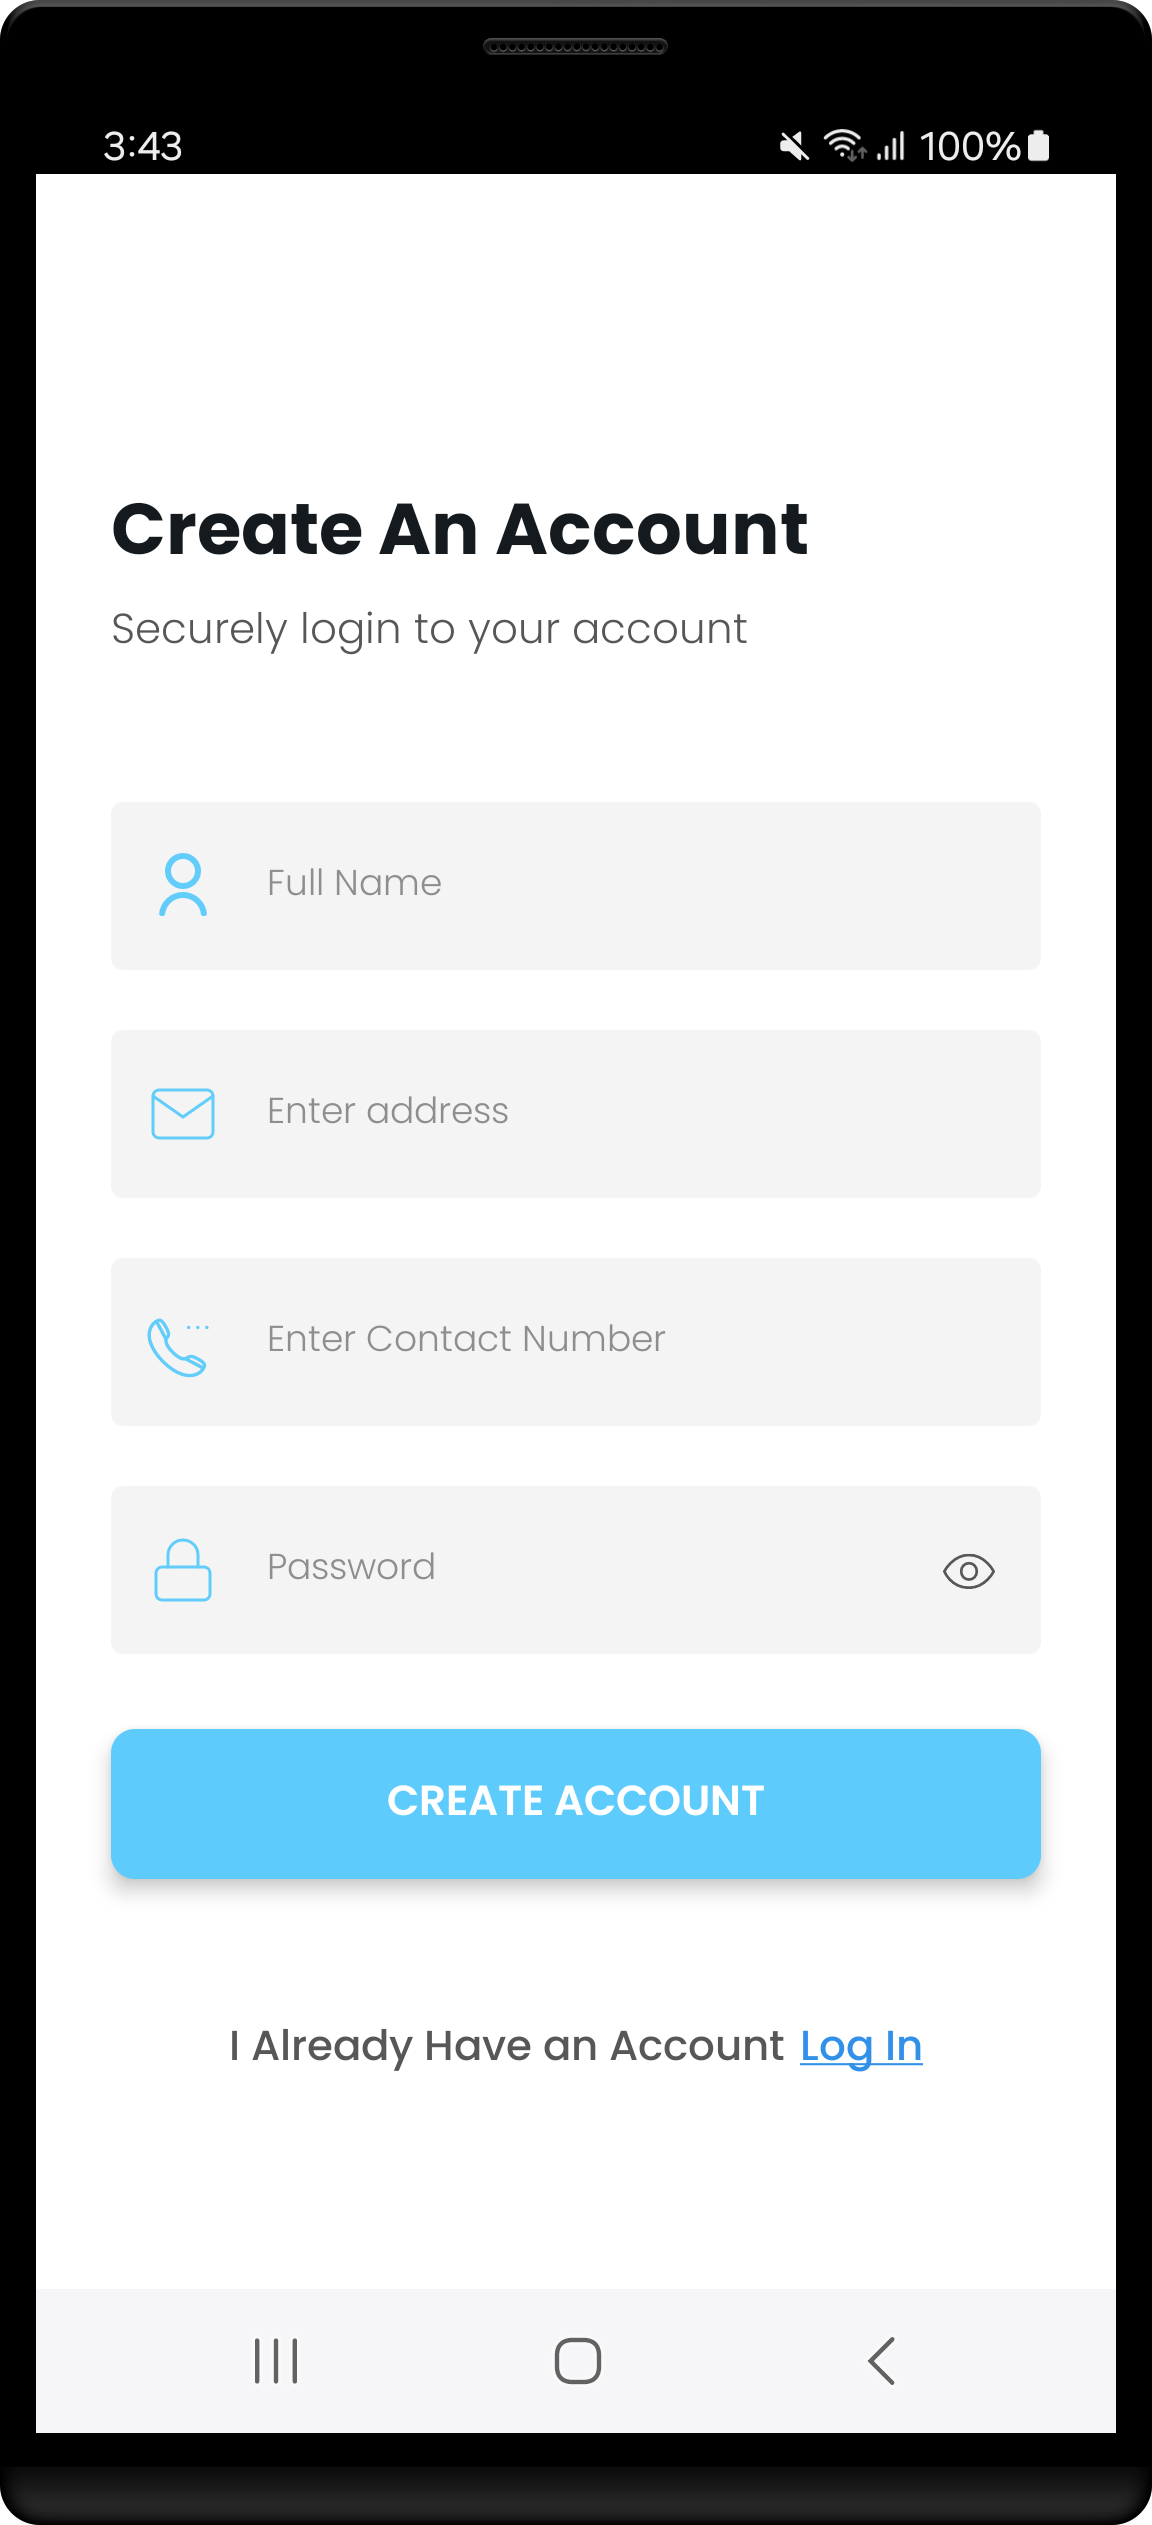 3:43 100%
Create An Account
Securely login to your account
Full Name
Enter address
Enter Contact Number
Password
CREATE ACCOUNT
I Already Have an Account Log In